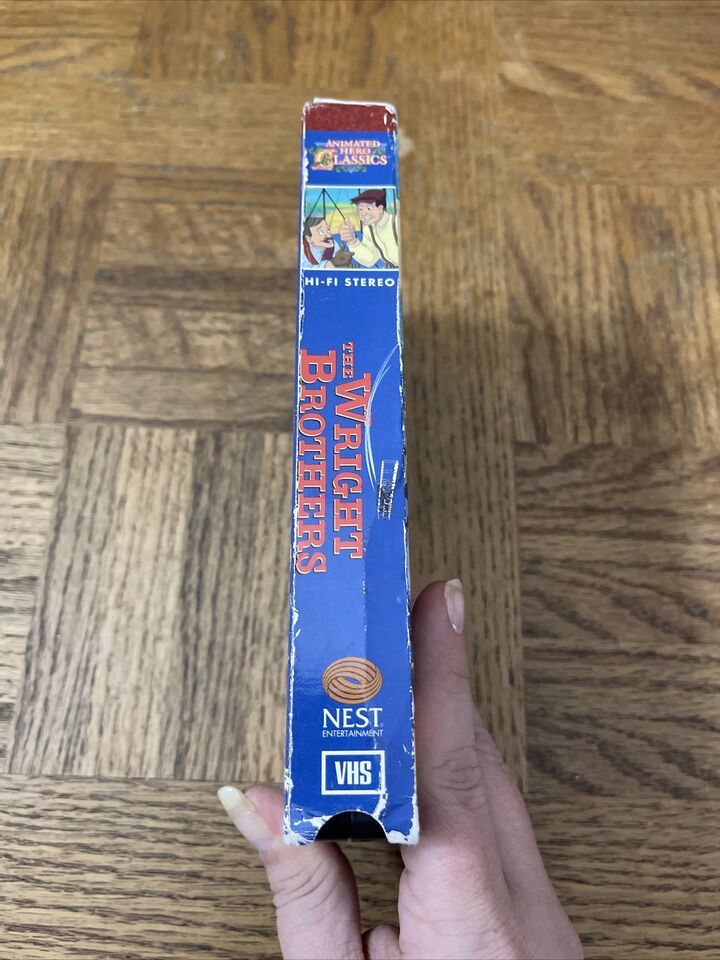 ANIMATED
HERO
CLASSICS
HI-FI STEREO
THE WRIGHT
BROTHERS
NEST
ENTERTAINMENT
VHS